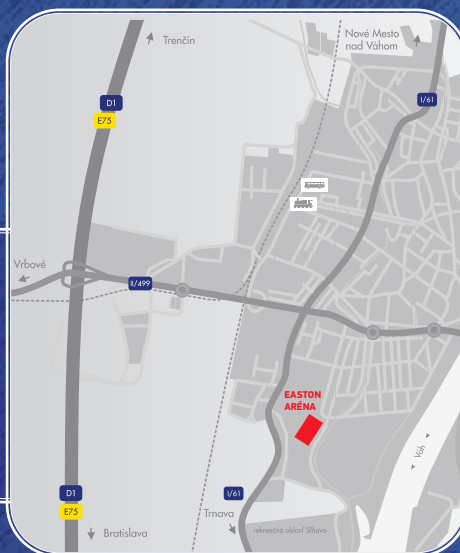 Trenčín
Nové Mesto
nad Váhom
D1
E75
I/61
Vrbové
II/499
EASTON
ARÉNA
Váh
D1
E75
I/61
Trnava
Bratislava
rekreačná oblasť Sĺňava